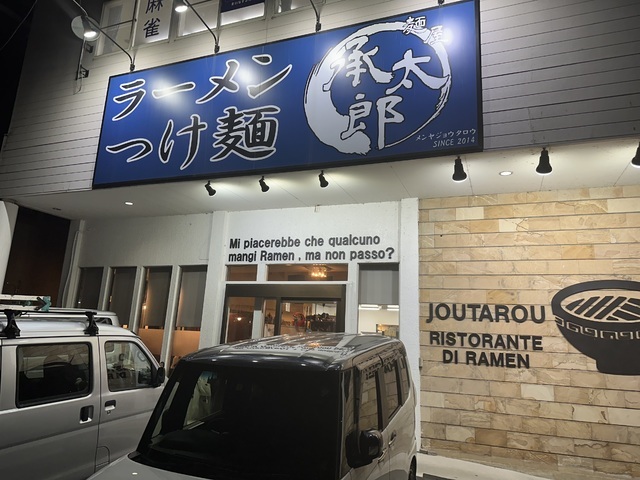 麻雀
ラーメン
つけ麺
麺屋
承太郎
メンヤジョウタロウ
SINCE 2014
Mi piacerebbe che qualcuno
mangi Ramen , ma non passo?
JOUTAROU
RISTORANTE
DI RAMEN